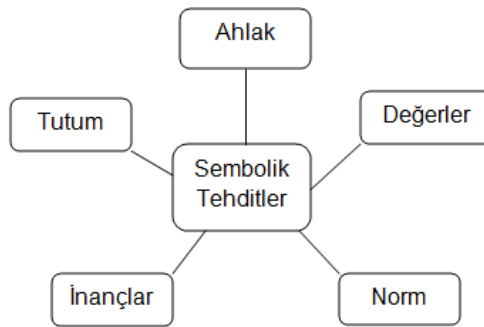 Ahlak
Tutum
Değerler
Sembolik
Tehditler
İnançlar
Norm